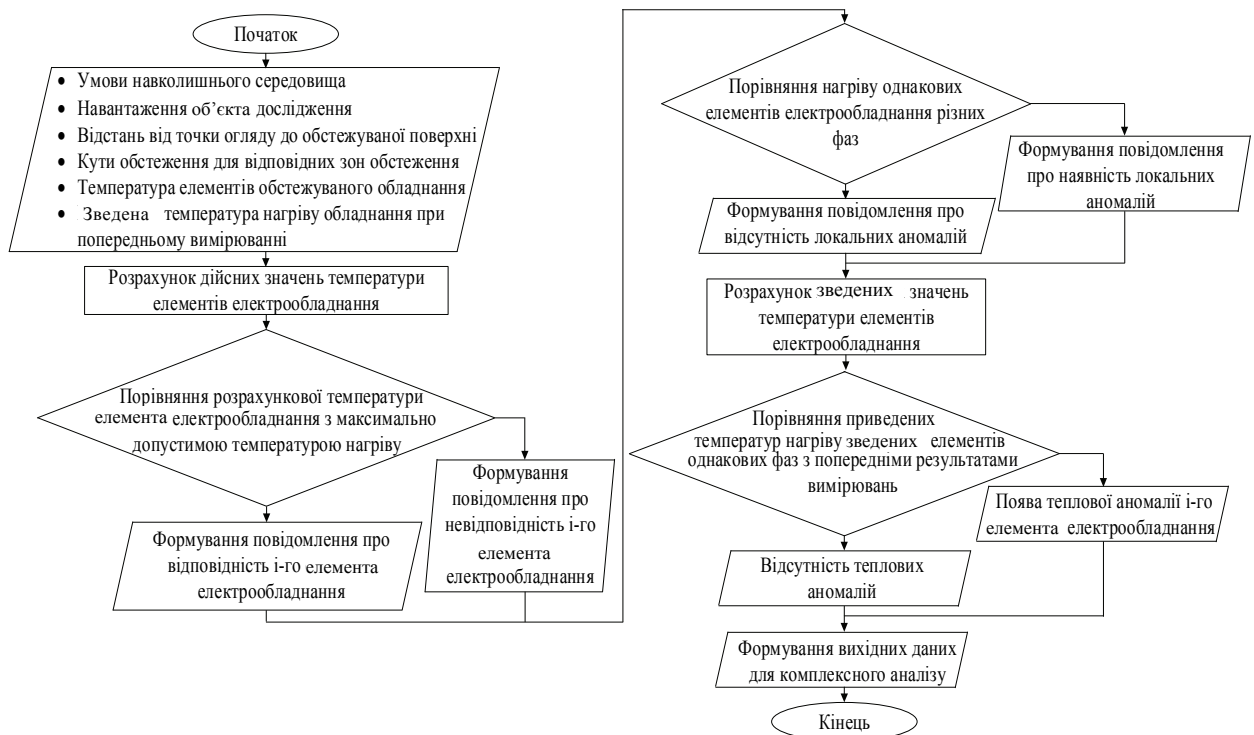 Початок
• Умови навколишнього середовища
• Навантаження об’єкта дослідження
• Відстань від точки огляду до обстежуваної поверхні
• Кути обстеження для відповідних зон обстеження
• Температура елементів обстежуваного обладнання
• Зведена температура нагріву обладнання при
попередньому вимірюванні
Розрахунок дійсних значень температури
елементів електрообладнання
Порівняння розрахункової температури
елемента електрообладнання з максимально
допустимою температурою нагріву
Формування
повідомлення про
невідповідність і-го
елемента
електрообладнання
Формування повідомлення про
відповідність і-го елемента
електрообладнання
Порівняння нагріву однакових
елементів електрообладнання різних
фаз
Формування повідомлення
про наявність локальних
аномалій
Формування повідомлення про
відсутність локальних аномалій
Розрахунок зведених значень
температури елементів
електрообладнання
Порівняння приведених
температур нагріву зведених елементів
однакових фаз з попередніми результатами
вимірювань
Поява теплової аномалії і-го
елемента електрообладнання
Відсутність теплових
аномалій
Формування вихідних даних
для комплексного аналізу
Кінець